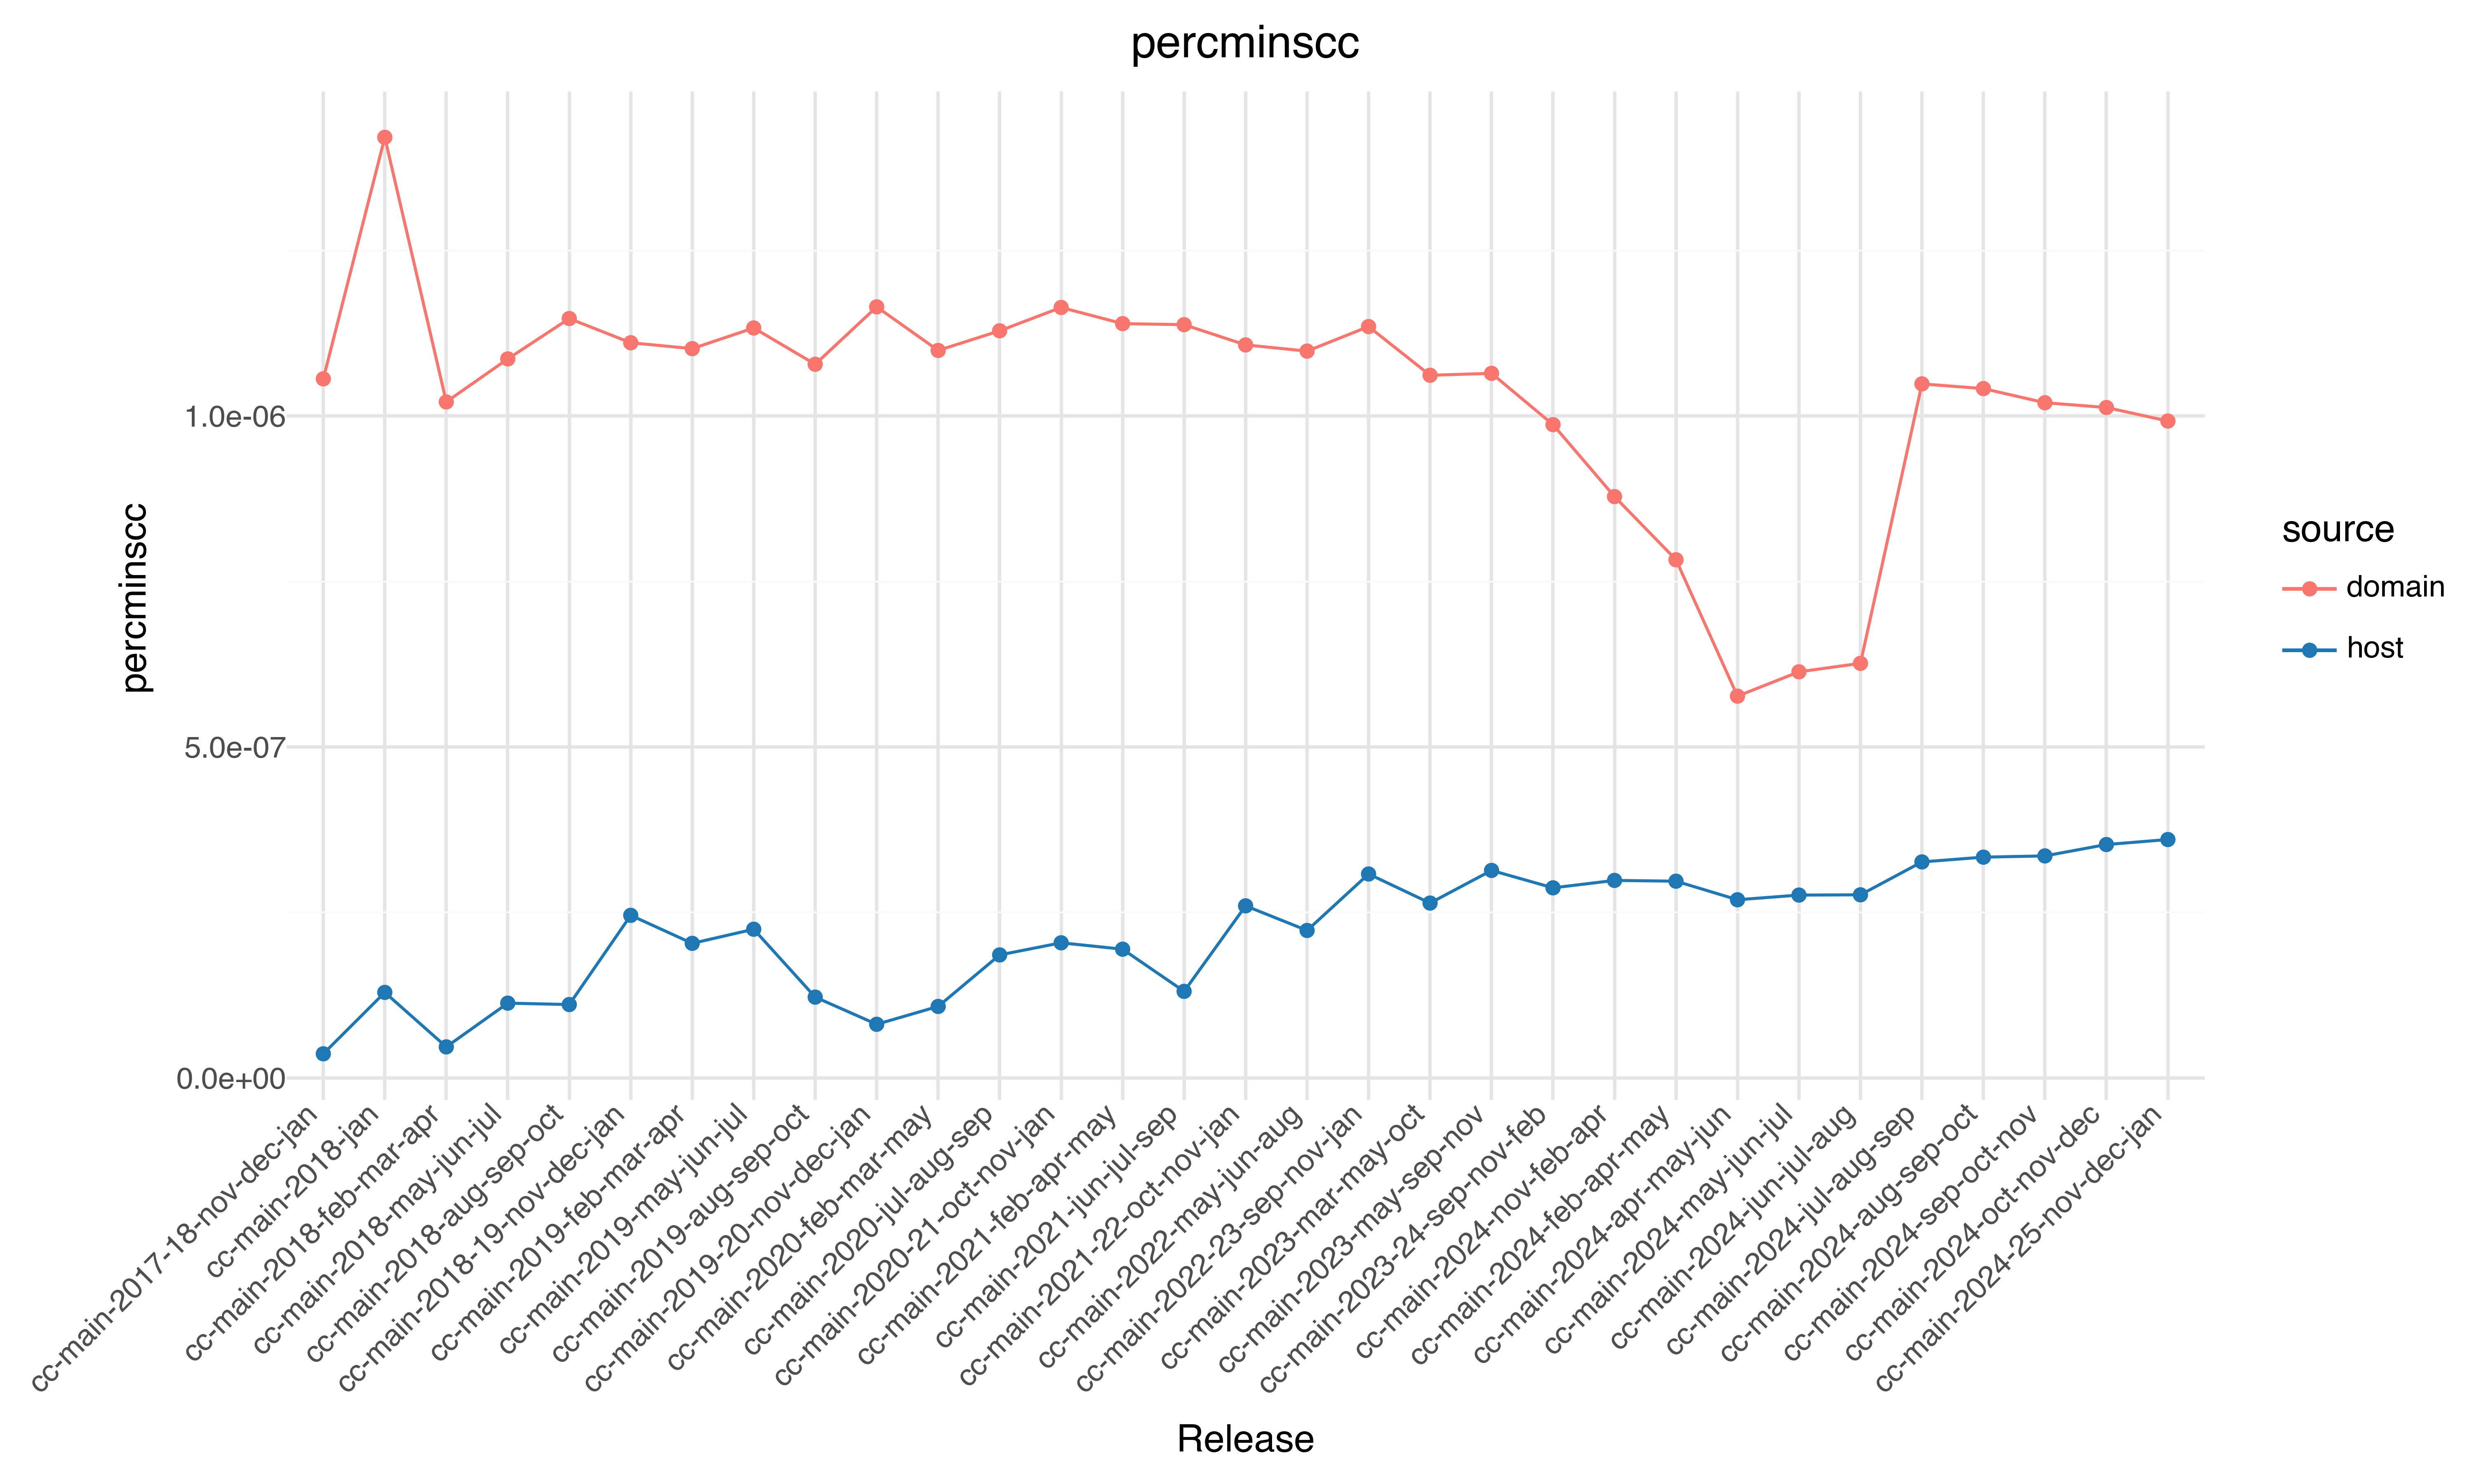 percminscc
percminscc
1.0e-06
5.0e-07
0.0e+00
cc-main-2017-18-nov-dec-jan
cc-main-2018-jan
cc-main-2018-feb-mar-apr
cc-main-2018-may-jun-jul
cc-main-2018-aug-sep-oct
cc-main-2018-19-nov-dec-jan
cc-main-2019-feb-mar-apr
cc-main-2019-may-jun-jul
cc-main-2019-aug-sep-oct
cc-main-2019-20-nov-dec-jan
cc-main-2020-feb-mar-may
cc-main-2020-jul-aug-sep
cc-main-2020-21-oct-nov-jan
cc-main-2021-feb-apr-may
cc-main-2021-jun-jul-sep
cc-main-2021-22-oct-nov-jan
cc-main-2022-may-jun-aug
cc-main-2022-23-sep-nov-jan
cc-main-2023-mar-may-oct
cc-main-2023-may-sep-nov
cc-main-2023-24-sep-nov-feb
cc-main-2024-nov-feb-apr
cc-main-2024-feb-apr-may
cc-main-2024-apr-may-jun
cc-main-2024-may-jun-jul
cc-main-2024-jun-jul-aug
cc-main-2024-jul-aug-sep
cc-main-2024-aug-sep-oct
cc-main-2024-sep-oct-nov
cc-main-2024-oct-nov-dec
cc-main-2024-25-nov-dec-jan
Release
source
domain
host